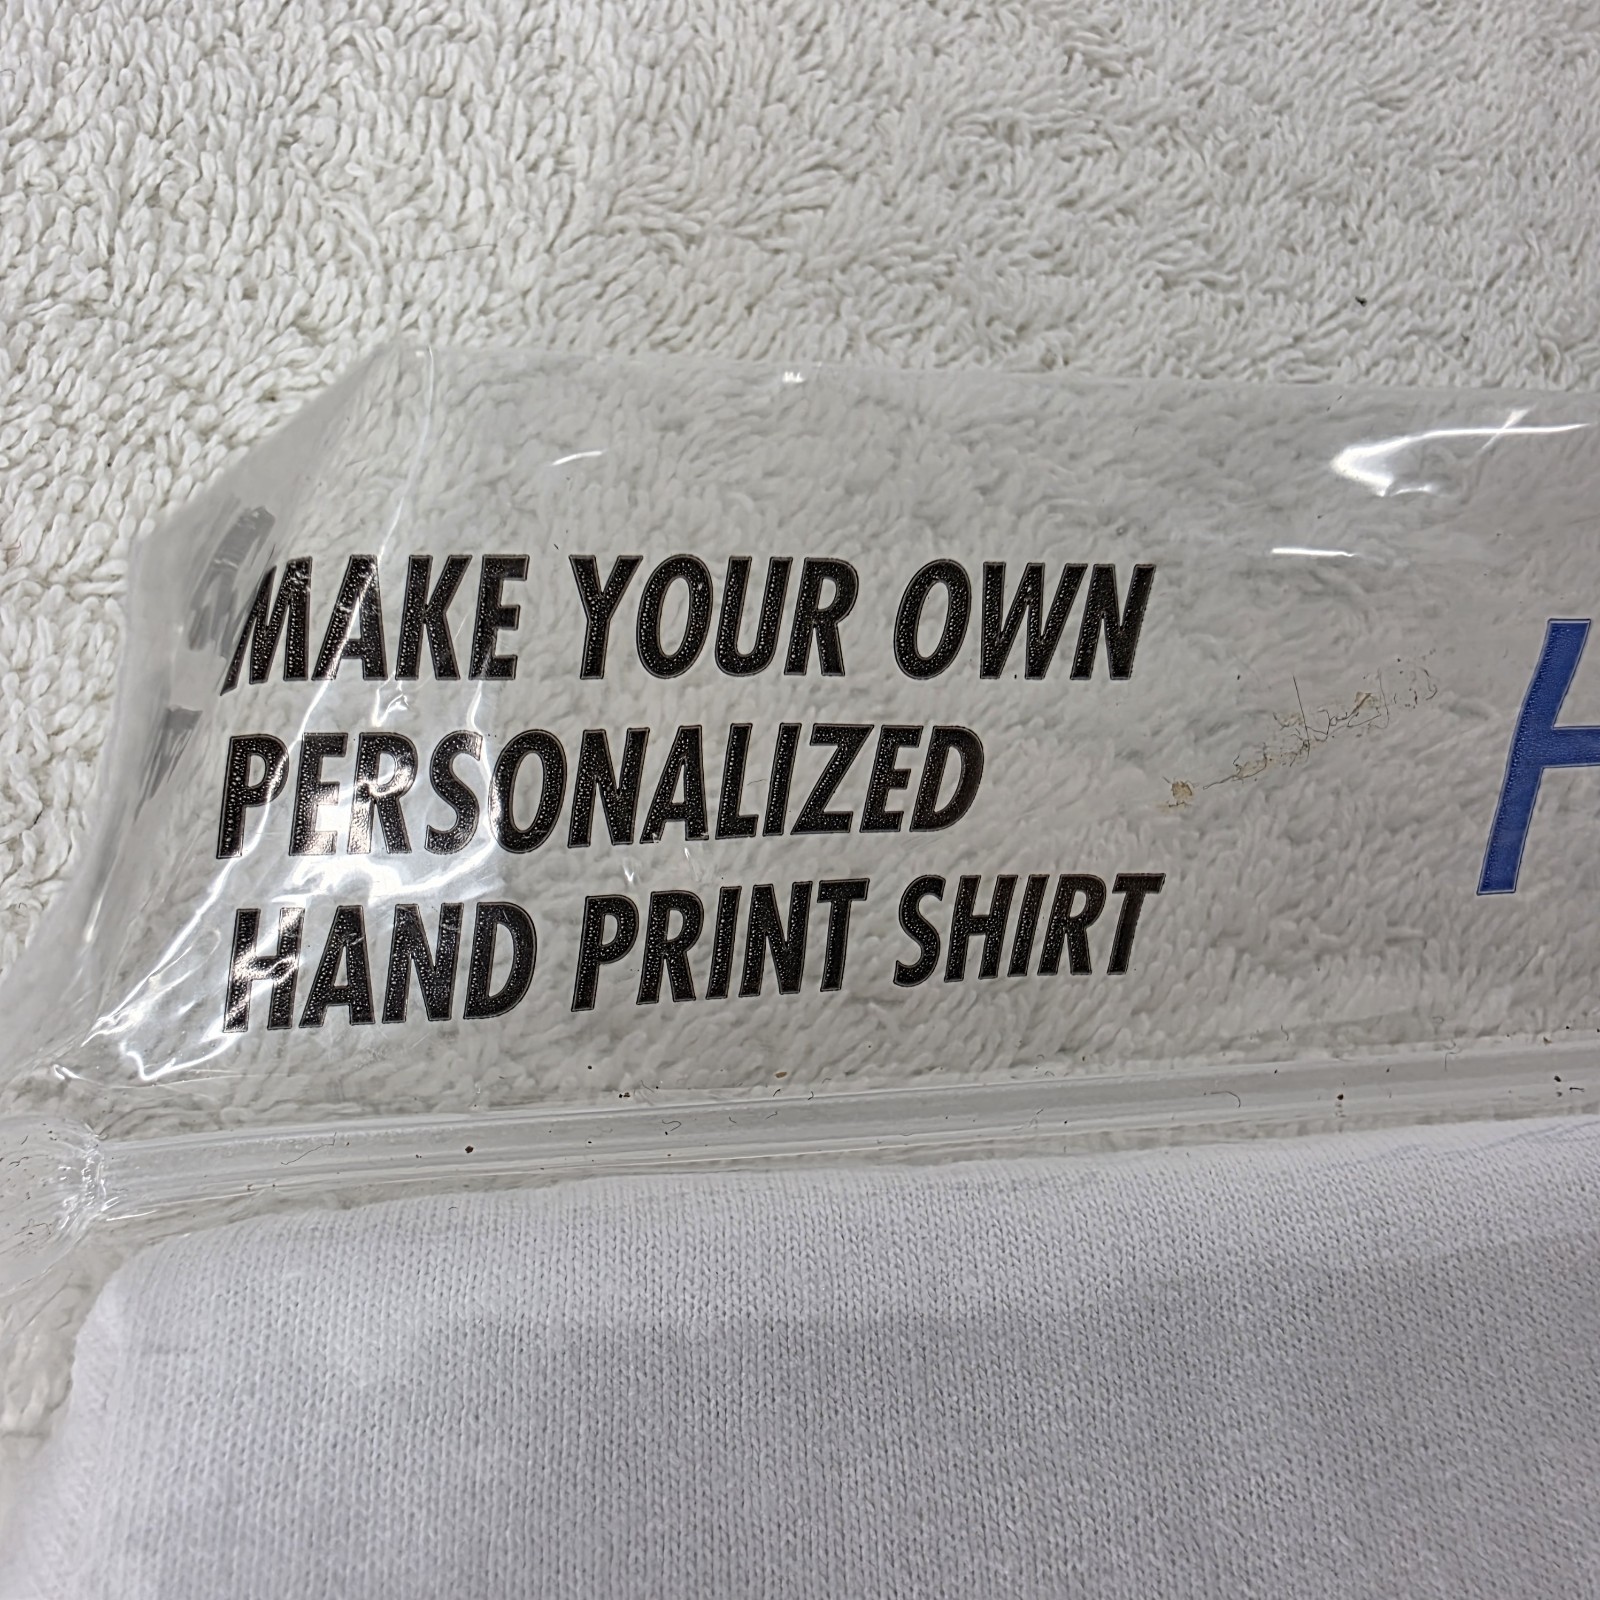 MAKE YOUR OWN
PERSONALIZED
HAND PRINT SHIRT
H